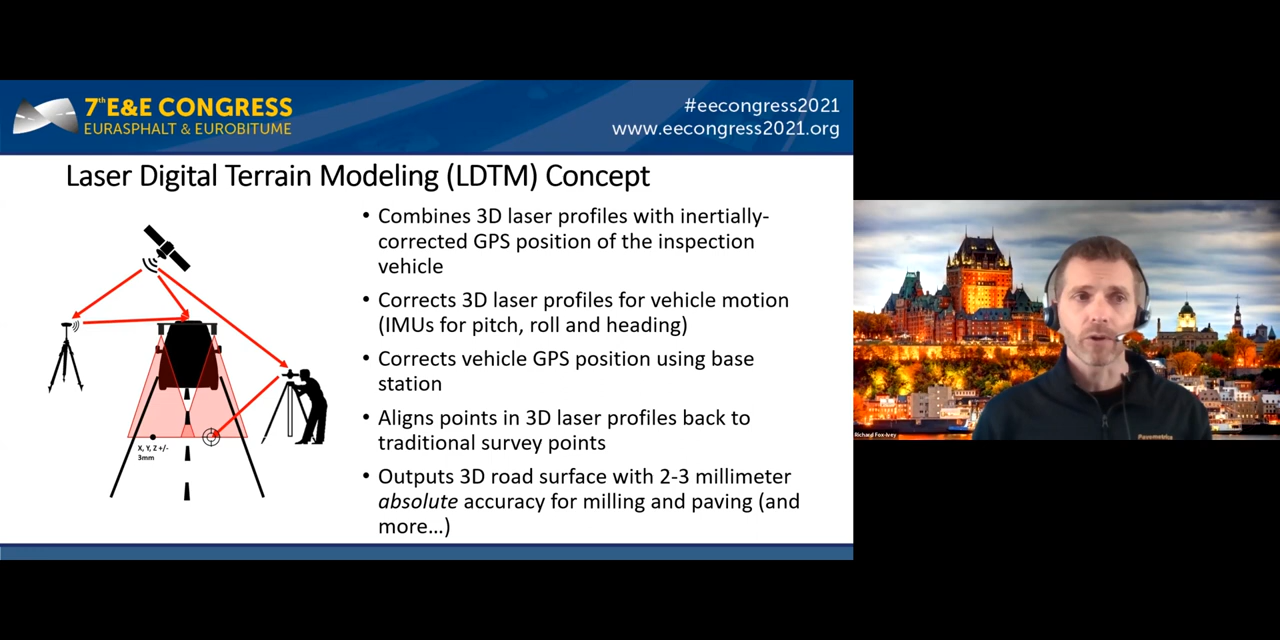 7th E&E CONGRESS
EURASPHALT & EUROBITUME
#eecongress2021
www.eecongress2021.org
Laser Digital Terrain Modeling (LDTM) Concept
• Combines 3D laser profiles with inertially-
corrected GPS position of the inspection
vehicle
• Corrects 3D laser profiles for vehicle motion
(IMUs for pitch, roll and heading)
• Corrects vehicle GPS position using base
station
• Aligns points in 3D laser profiles back to
traditional survey points
• Outputs 3D road surface with 2-3 millimeter
absolute accuracy for milling and paving (and
more…)
X, Y, Z +/-
3mm
Richard Fox-Ivey
Pavemetrics